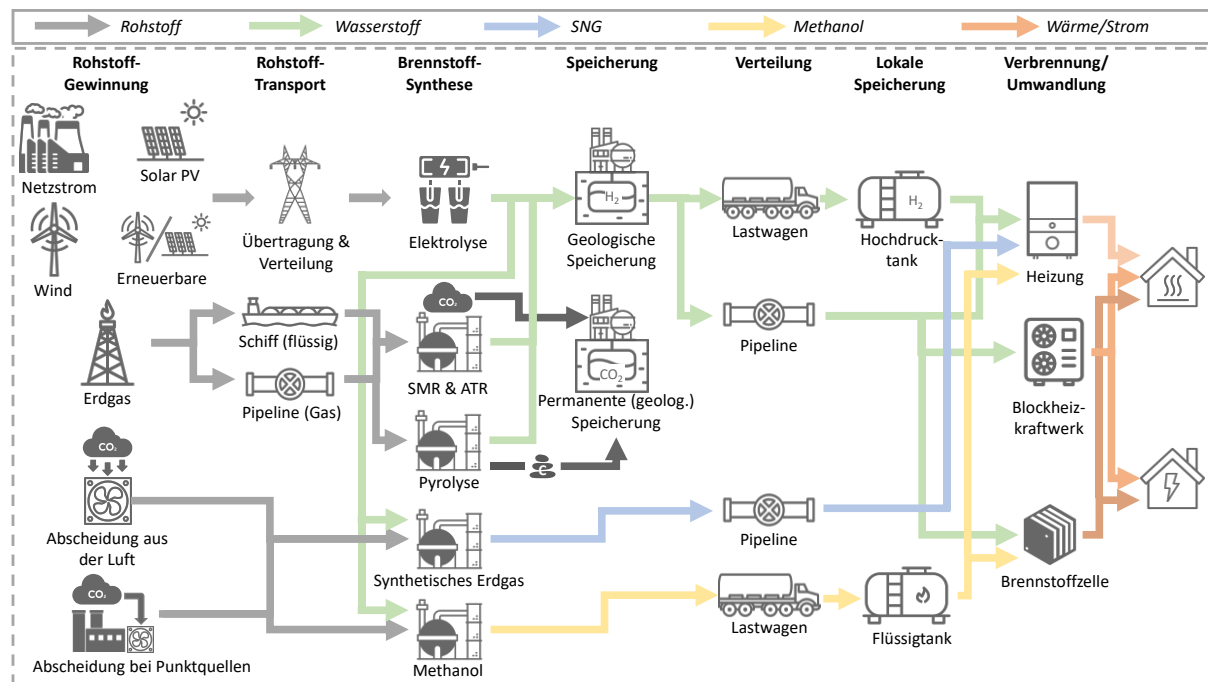 Rohstoff
Wasserstoff
SNG
Methanol
Wärme/Strom
Rohstoff-
Gewinnung
Rohstoff-
Transport
Brennstoff-
Synthese
Speicherung
Verteilung
Lokale
Speicherung
Verbrennung/
Umwandlung
Netzstrom
Solar PV
Wind
Erneuerbare
Übertragung &
Verteilung
Elektrolyse
H2
Geologische
Speicherung
Lastwagen
H2
Hochdruck-
tank
Heizung
Erdgas
Schiff (flüssig)
Pipeline (Gas)
CO2
SMR & ATR
CO2
Permanente (geolog.)
Speicherung
Pipeline
Blockheiz-
kraftwerk
Pyrolyse
C
CO2
Abscheidung aus
der Luft
Synthetisches Erdgas
Pipeline
Brennstoffzelle
CO2
Abscheidung bei Punktquellen
Methanol
Lastwagen
Flüssigtank